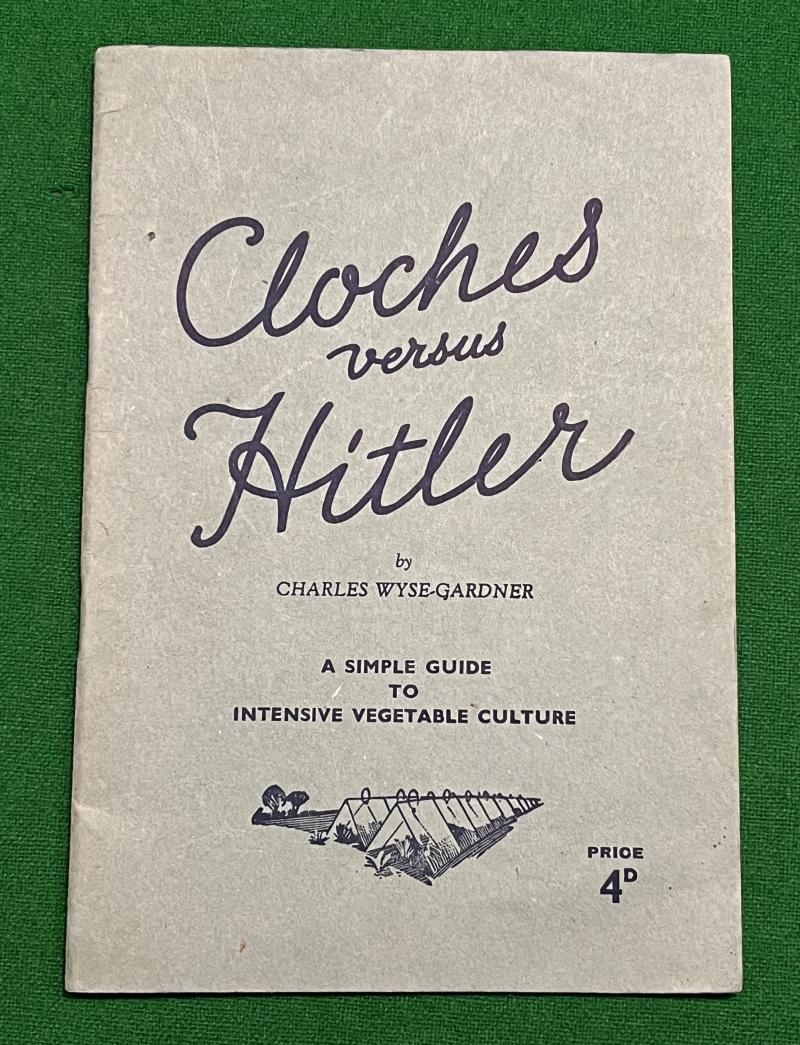 Cloches
versus
Hitler
by
CHARLES WYSE-GARDNER
A SIMPLE GUIDE
TO
INTENSIVE VEGETABLE CULTURE
PRICE
4D